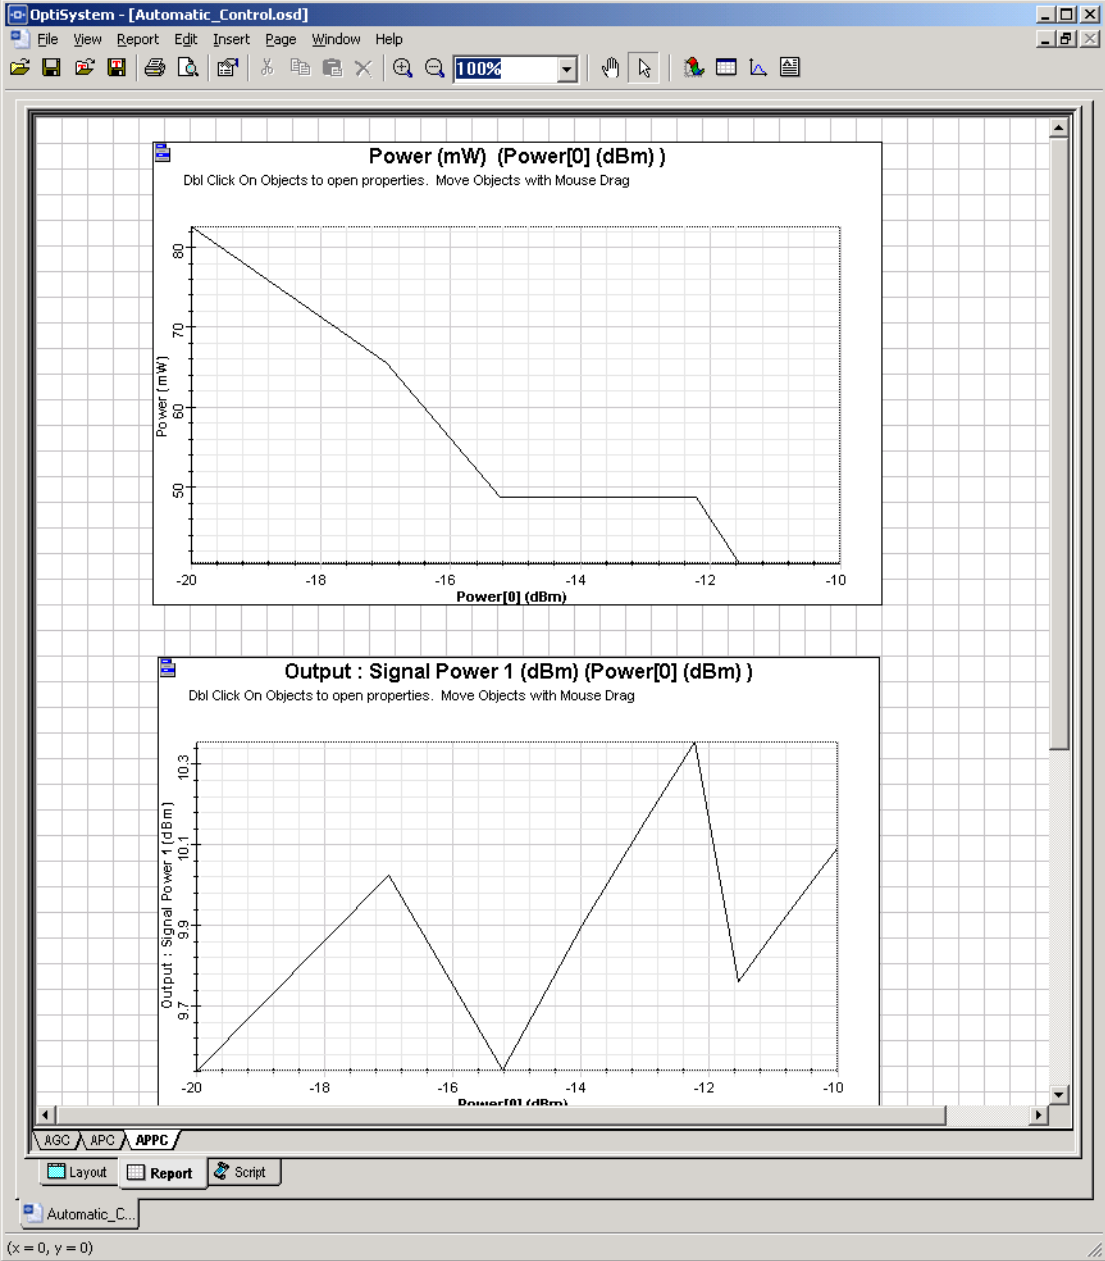 OptiSystem - [Automatic_Control.osd]
File View Report Edit Insert Page Window Help
100%
Power (mW) (Power[0] (dBm) )
Dbl Click On Objects to open properties. Move Objects with Mouse Drag
80
70
60
50
Power (mW)
-20 -18 -16 -14 -12 -10
Power[0] (dBm)
Output : Signal Power 1 (dBm) (Power[0] (dBm) )
Dbl Click On Objects to open properties. Move Objects with Mouse Drag
10.3
10.1
9.9
9.7
Output : Signal Power 1 (dBm)
-20 -18 -16 -14 -12 -10
Power[0] (dBm)
AGC APC APPC
Layout Report Script
Automatic_C...
(x = 0, y = 0)